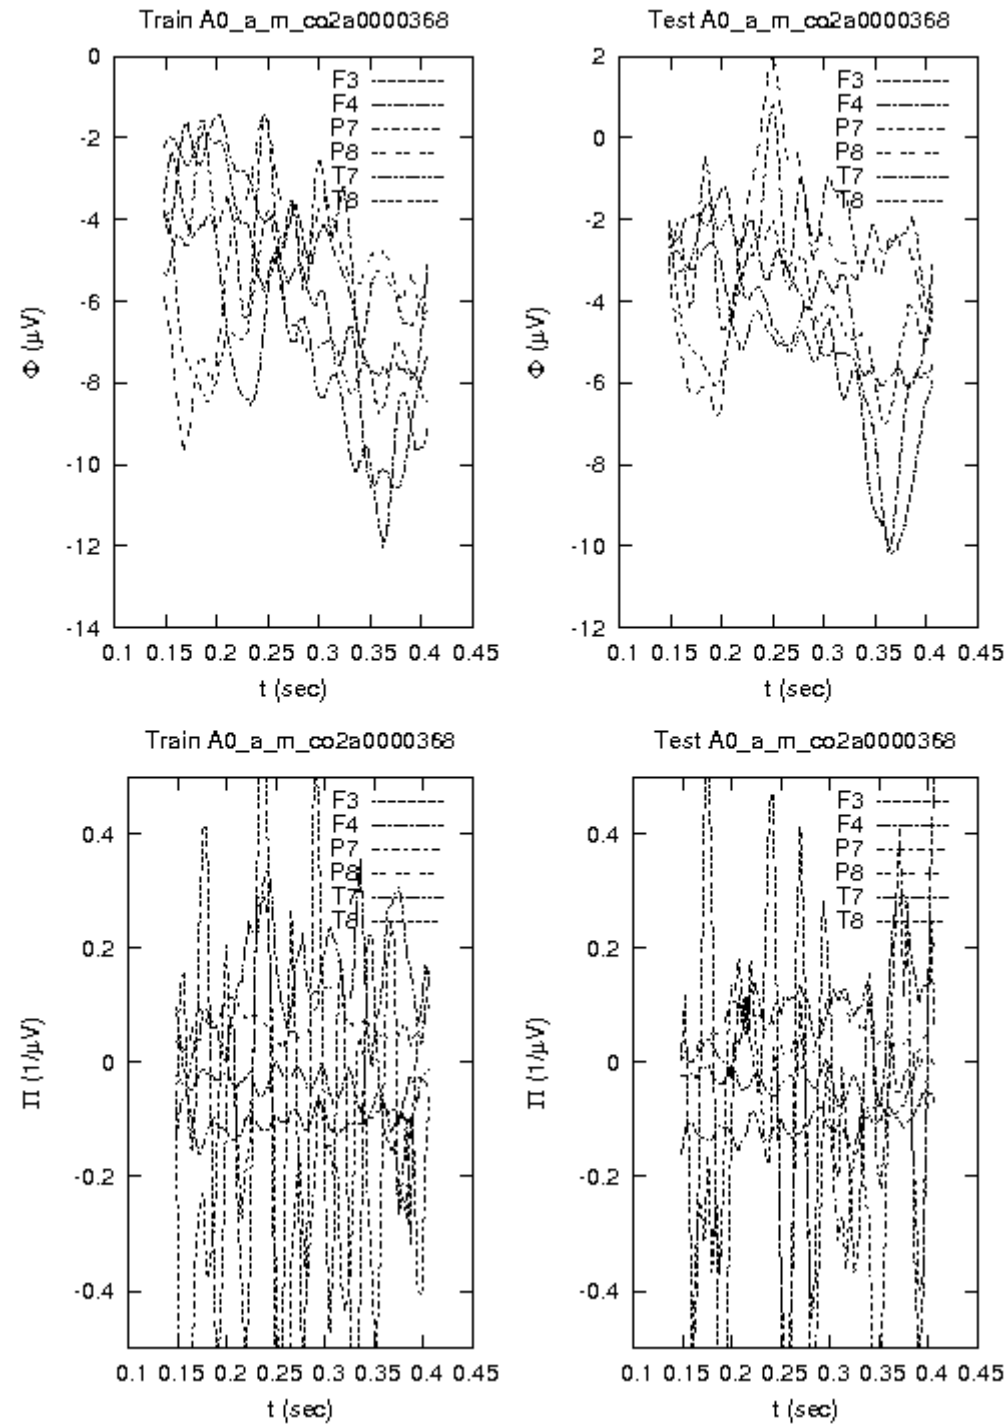 Train A0_a_m_co2a0000368
0
-2
-4
-6
-8
-10
-12
-14
Φ (μV)
F3
F4
P7
P8
T7
T8
0.1 0.15 0.2 0.25 0.3 0.35 0.4 0.45
t (sec)
Test A0_a_m_co2a0000368
2
0
-2
-4
-6
-8
-10
-12
Φ (μV)
F3
F4
P7
P8
T7
T8
0.1 0.15 0.2 0.25 0.3 0.35 0.4 0.45
t (sec)
Train A0_a_m_co2a0000368
0.4
0.2
0
-0.2
-0.4
Π (1/μV)
F3
F4
P7
P8
T7
T8
0.1 0.15 0.2 0.25 0.3 0.35 0.4 0.45
t (sec)
Test A0_a_m_co2a0000368
0.4
0.2
0
-0.2
-0.4
Π (1/μV)
F3
F4
P7
P8
T7
T8
0.1 0.15 0.2 0.25 0.3 0.35 0.4 0.45
t (sec)